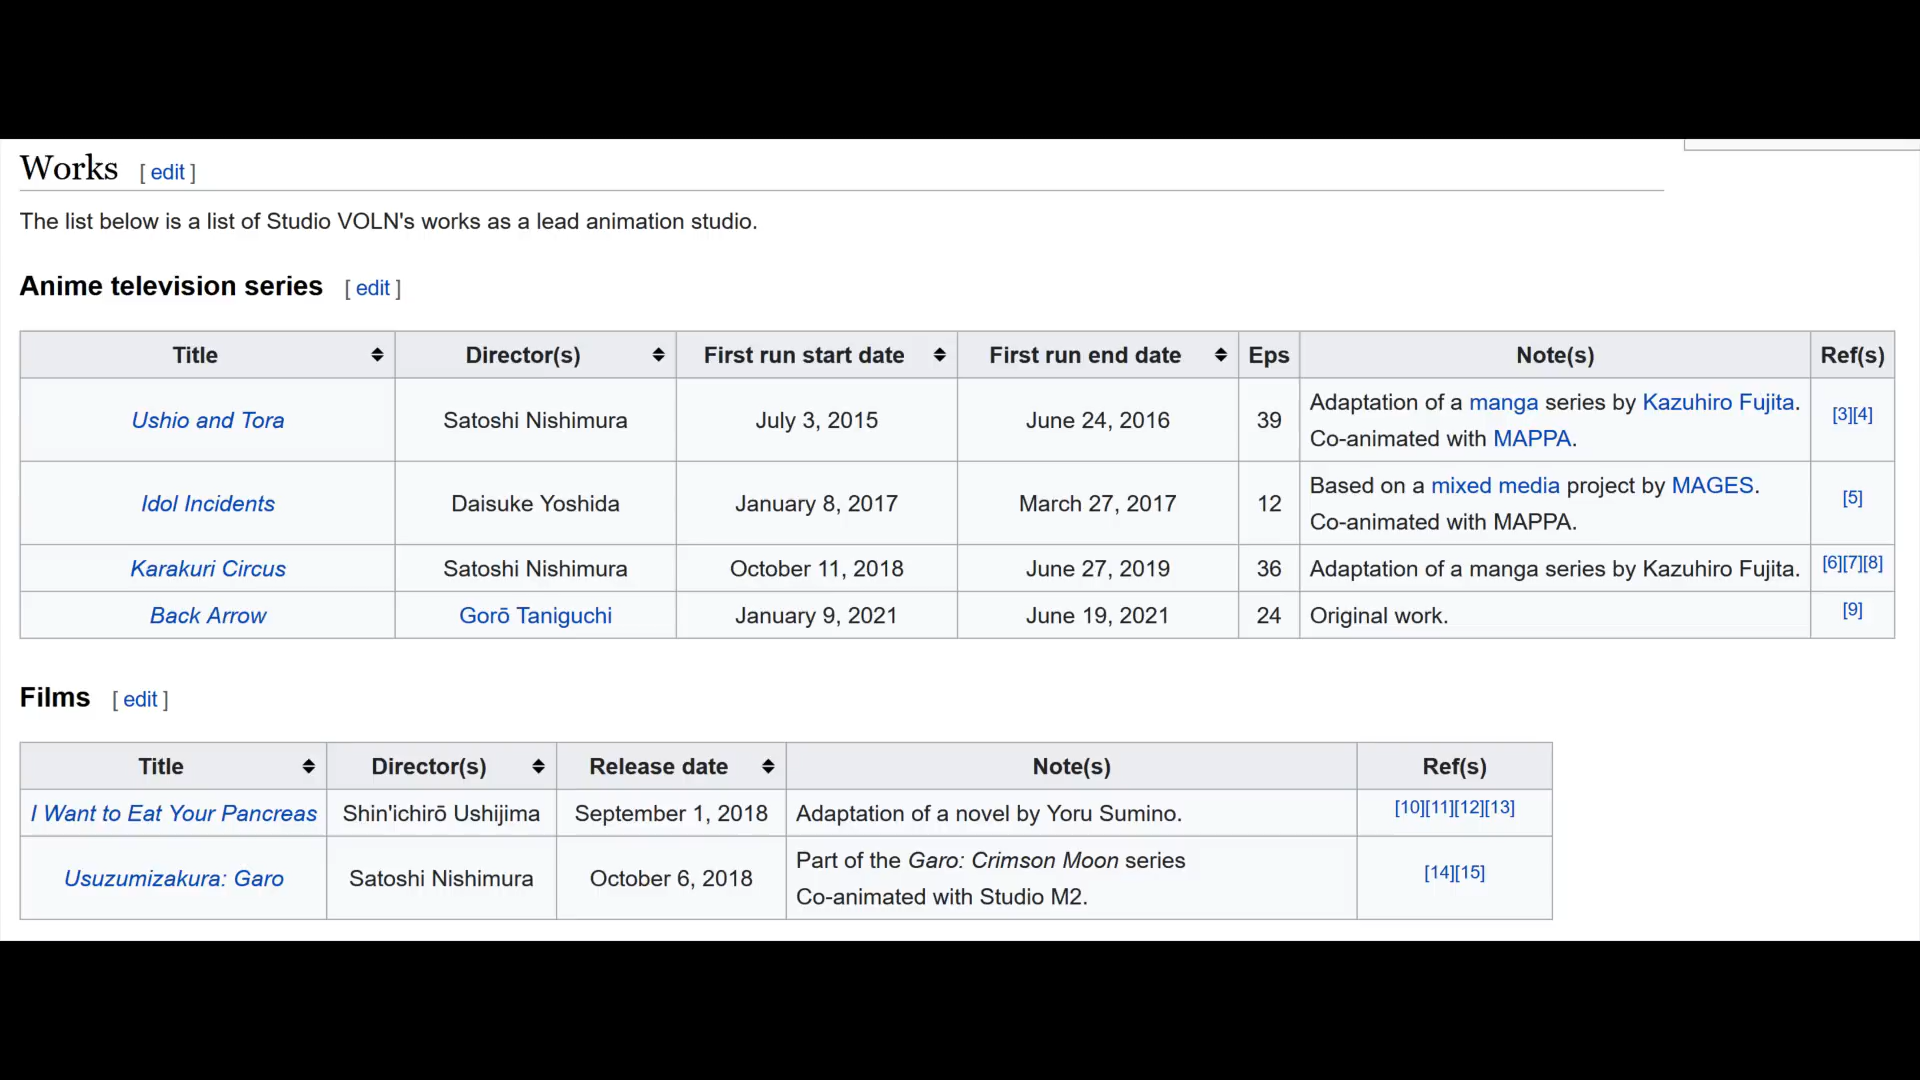 Works [ edit ]
The list below is a list of Studio VOLN's works as a lead animation studio.
Anime television series [ edit ]
Title Director(s) First run start date First run end date Eps Note(s) Ref(s)
Ushio and Tora Satoshi Nishimura July 3, 2015 June 24, 2016 39 Adaptation of a manga series by Kazuhiro Fujita. [3][4]
Co-animated with MAPPA.
Idol Incidents Daisuke Yoshida January 8, 2017 March 27, 2017 12 Based on a mixed media project by MAGES. [5]
Co-animated with MAPPA.
Karakuri Circus Satoshi Nishimura October 11, 2018 June 27, 2019 36 Adaptation of a manga series by Kazuhiro Fujita. [6][7][8]
Back Arrow Gorō Taniguchi January 9, 2021 June 19, 2021 24 Original work. [9]
Films [ edit ]
Title Director(s) Release date Note(s) Ref(s)
I Want to Eat Your Pancreas Shin'ichirō Ushijima September 1, 2018 Adaptation of a novel by Yoru Sumino. [10][11][12][13]
Usuzumizakura: Garo Satoshi Nishimura October 6, 2018 Part of the Garo: Crimson Moon series [14][15]
Co-animated with Studio M2.